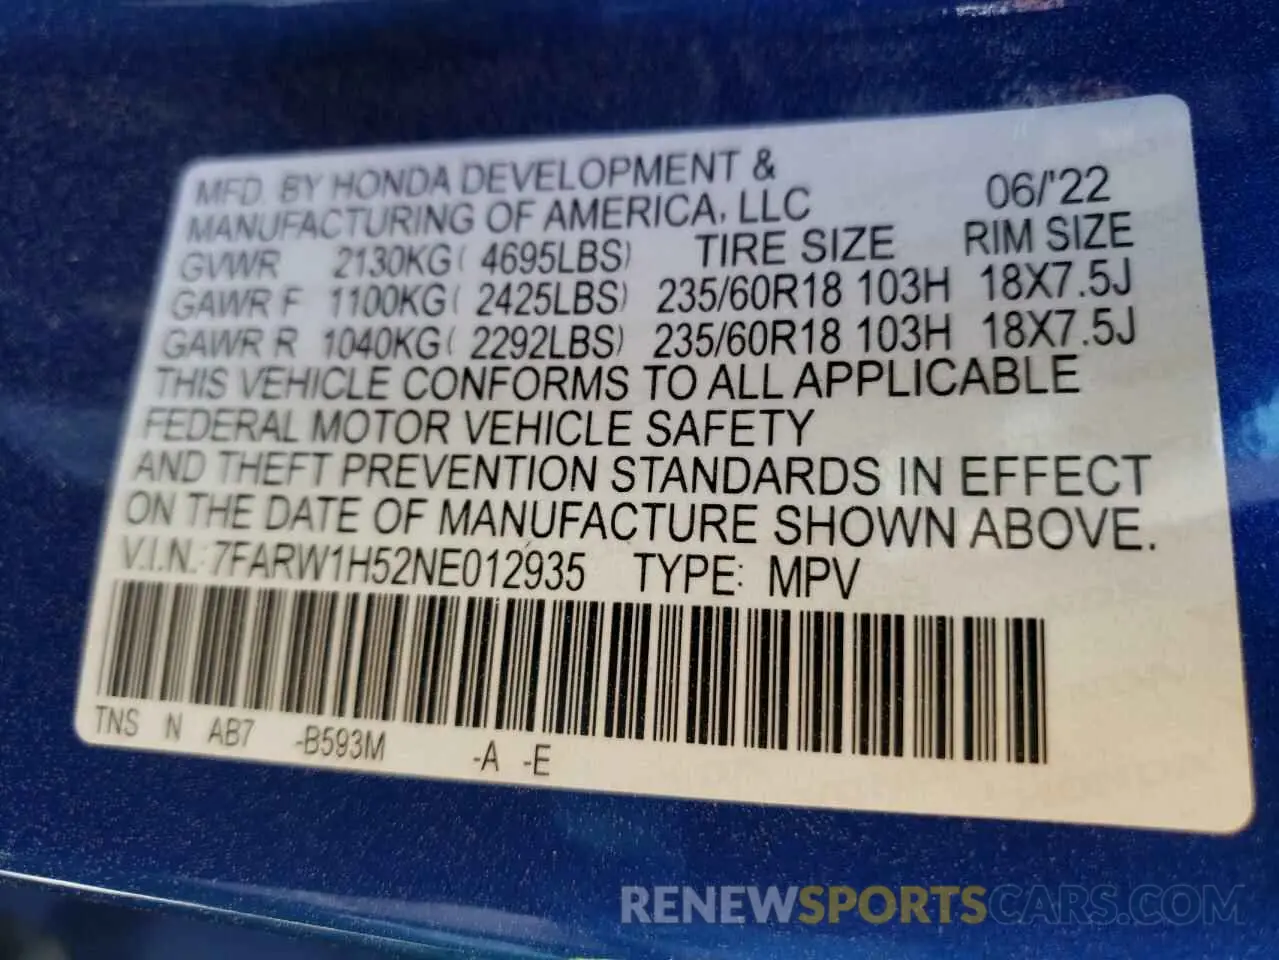 MFD. BY HONDA DEVELOPMENT &
MANUFACTURING OF AMERICA, LLC 06/'22
GVWR 2130KG( 4695LBS) TIRE SIZE RIM SIZE
GAWR F 1100KG( 2425LBS) 235/60R18 103H 18X7.5J
GAWR R 1040KG( 2292LBS) 235/60R18 103H 18X7.5J
THIS VEHICLE CONFORMS TO ALL APPLICABLE
FEDERAL MOTOR VEHICLE SAFETY
AND THEFT PREVENTION STANDARDS IN EFFECT
ON THE DATE OF MANUFACTURE SHOWN ABOVE.
V.I.N.: 7FARW1H52NE012935 TYPE: MPV
TNS N AB7 -B593M -A -E
RENEWSPORTSCARS.COM